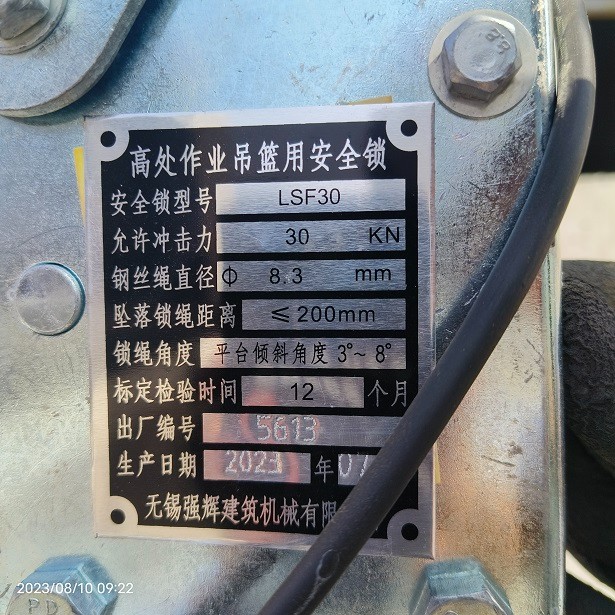 高处作业吊篮用安全锁
安全锁型号 LSF30
允许冲击力 30 KN
钢丝绳直径 Φ 8.3 mm
坠落锁绳距离 ≤200mm
锁绳角度 平台倾斜角度 3°~8°
标定检验时间 12 个月
出厂编号 5613
生产日期 2023 年 0
无锡强辉建筑机械有限
2023/08/10 09:22
8.8
PD